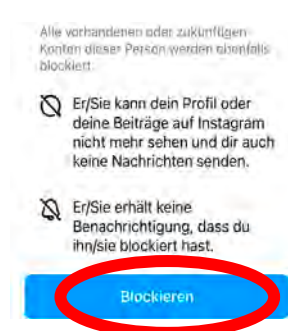 Alle vorhandenen oder zukünftigen
Konten dieser Person werden ebenfalls
blockiert.
Er/Sie kann dein Profil oder
deine Beiträge auf Instagram
nicht mehr sehen und dir auch
keine Nachrichten senden.
Er/Sie erhält keine
Benachrichtigung, dass du
ihn/sie blockiert hast.
Blockieren